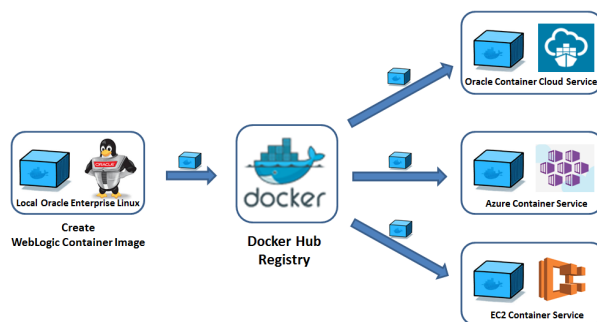 Oracle Container Cloud Service
ORACLE
Local Oracle Enterprise Linux
Create
WebLogic Container Image
docker
Docker Hub
Registry
Azure Container Service
EC2 Container Service